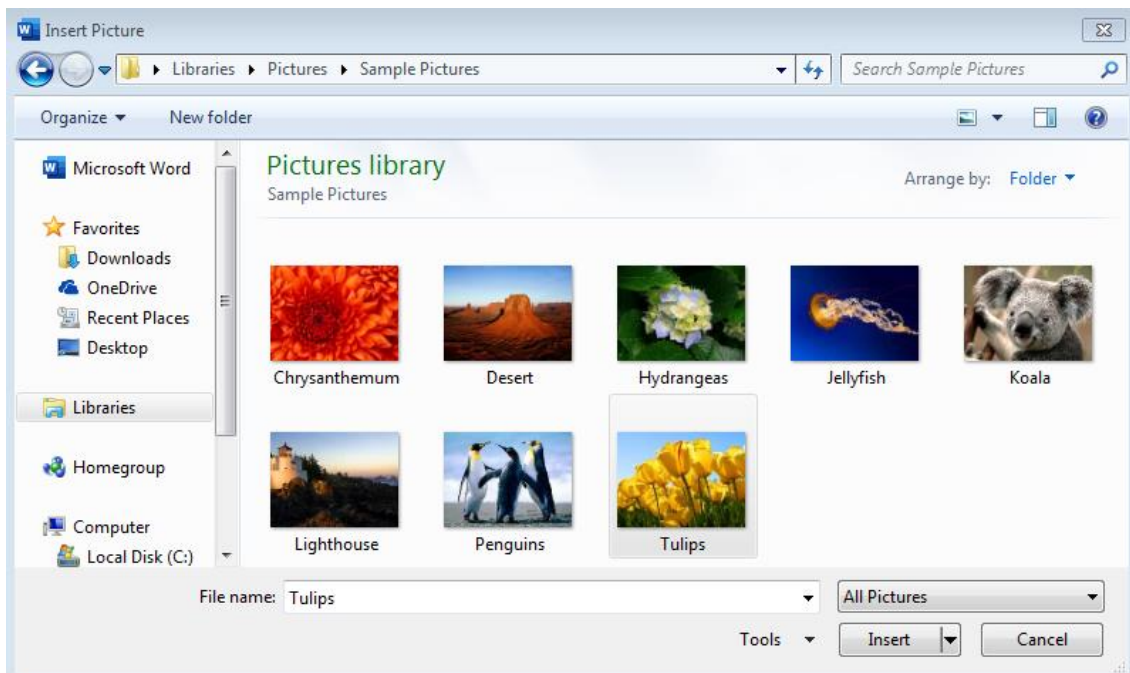 Insert Picture
Libraries Pictures Sample Pictures
Search Sample Pictures
Organize New folder
Microsoft Word
Favorites
Downloads
OneDrive
Recent Places
Desktop
Libraries
Homegroup
Computer
Local Disk (C:)
Pictures library
Sample Pictures
Arrange by: Folder
Chrysanthemum Desert Hydrangeas Jellyfish Koala
Lighthouse Penguins Tulips
File name: Tulips All Pictures
Tools Insert Cancel